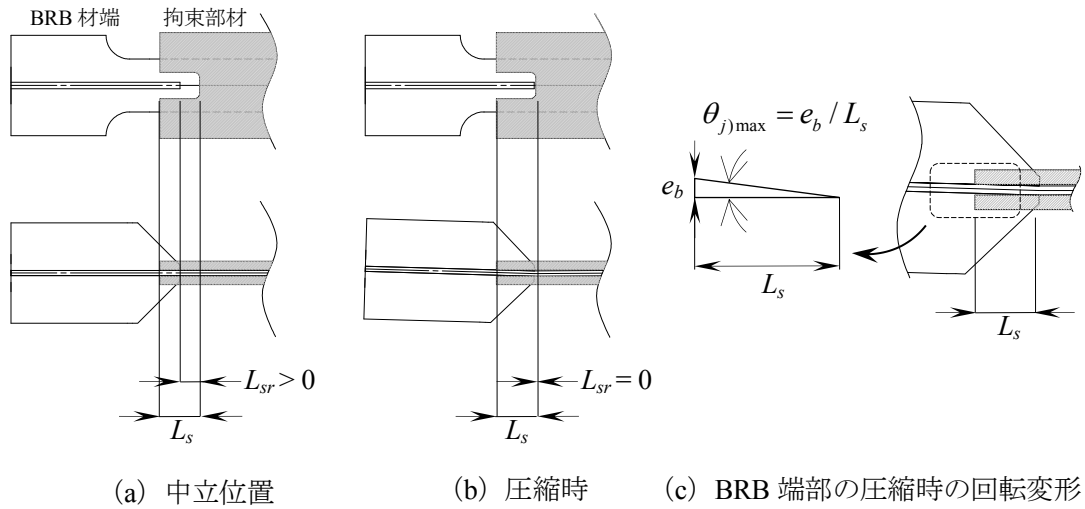 BRB 材端 拘束部材
θj)max = eb / Ls
eb
Ls
Ls
Lsr > 0
Ls
Lsr = 0
Ls
(a) 中立位置
(b) 圧縮時
(c) BRB 端部の圧縮時の回転変形